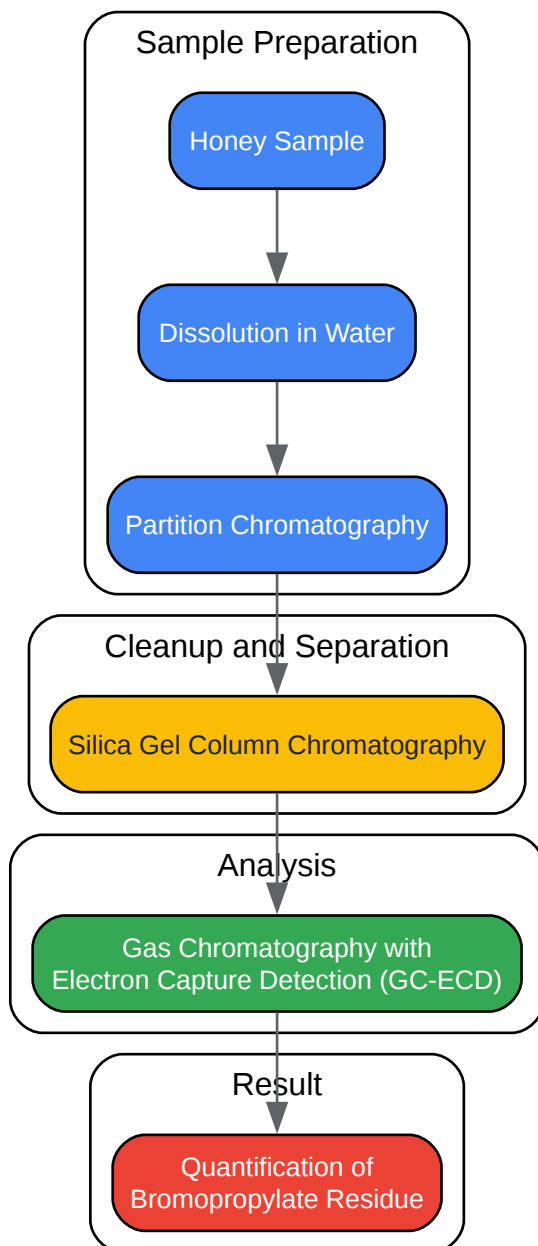 Sample Preparation
Honey Sample
Dissolution in Water
Partition Chromatography
Cleanup and Separation
Silica Gel Column Chromatography
Analysis
Gas Chromatography with
Electron Capture Detection (GC-ECD)
Result
Quantification of
Bromopropylate Residue